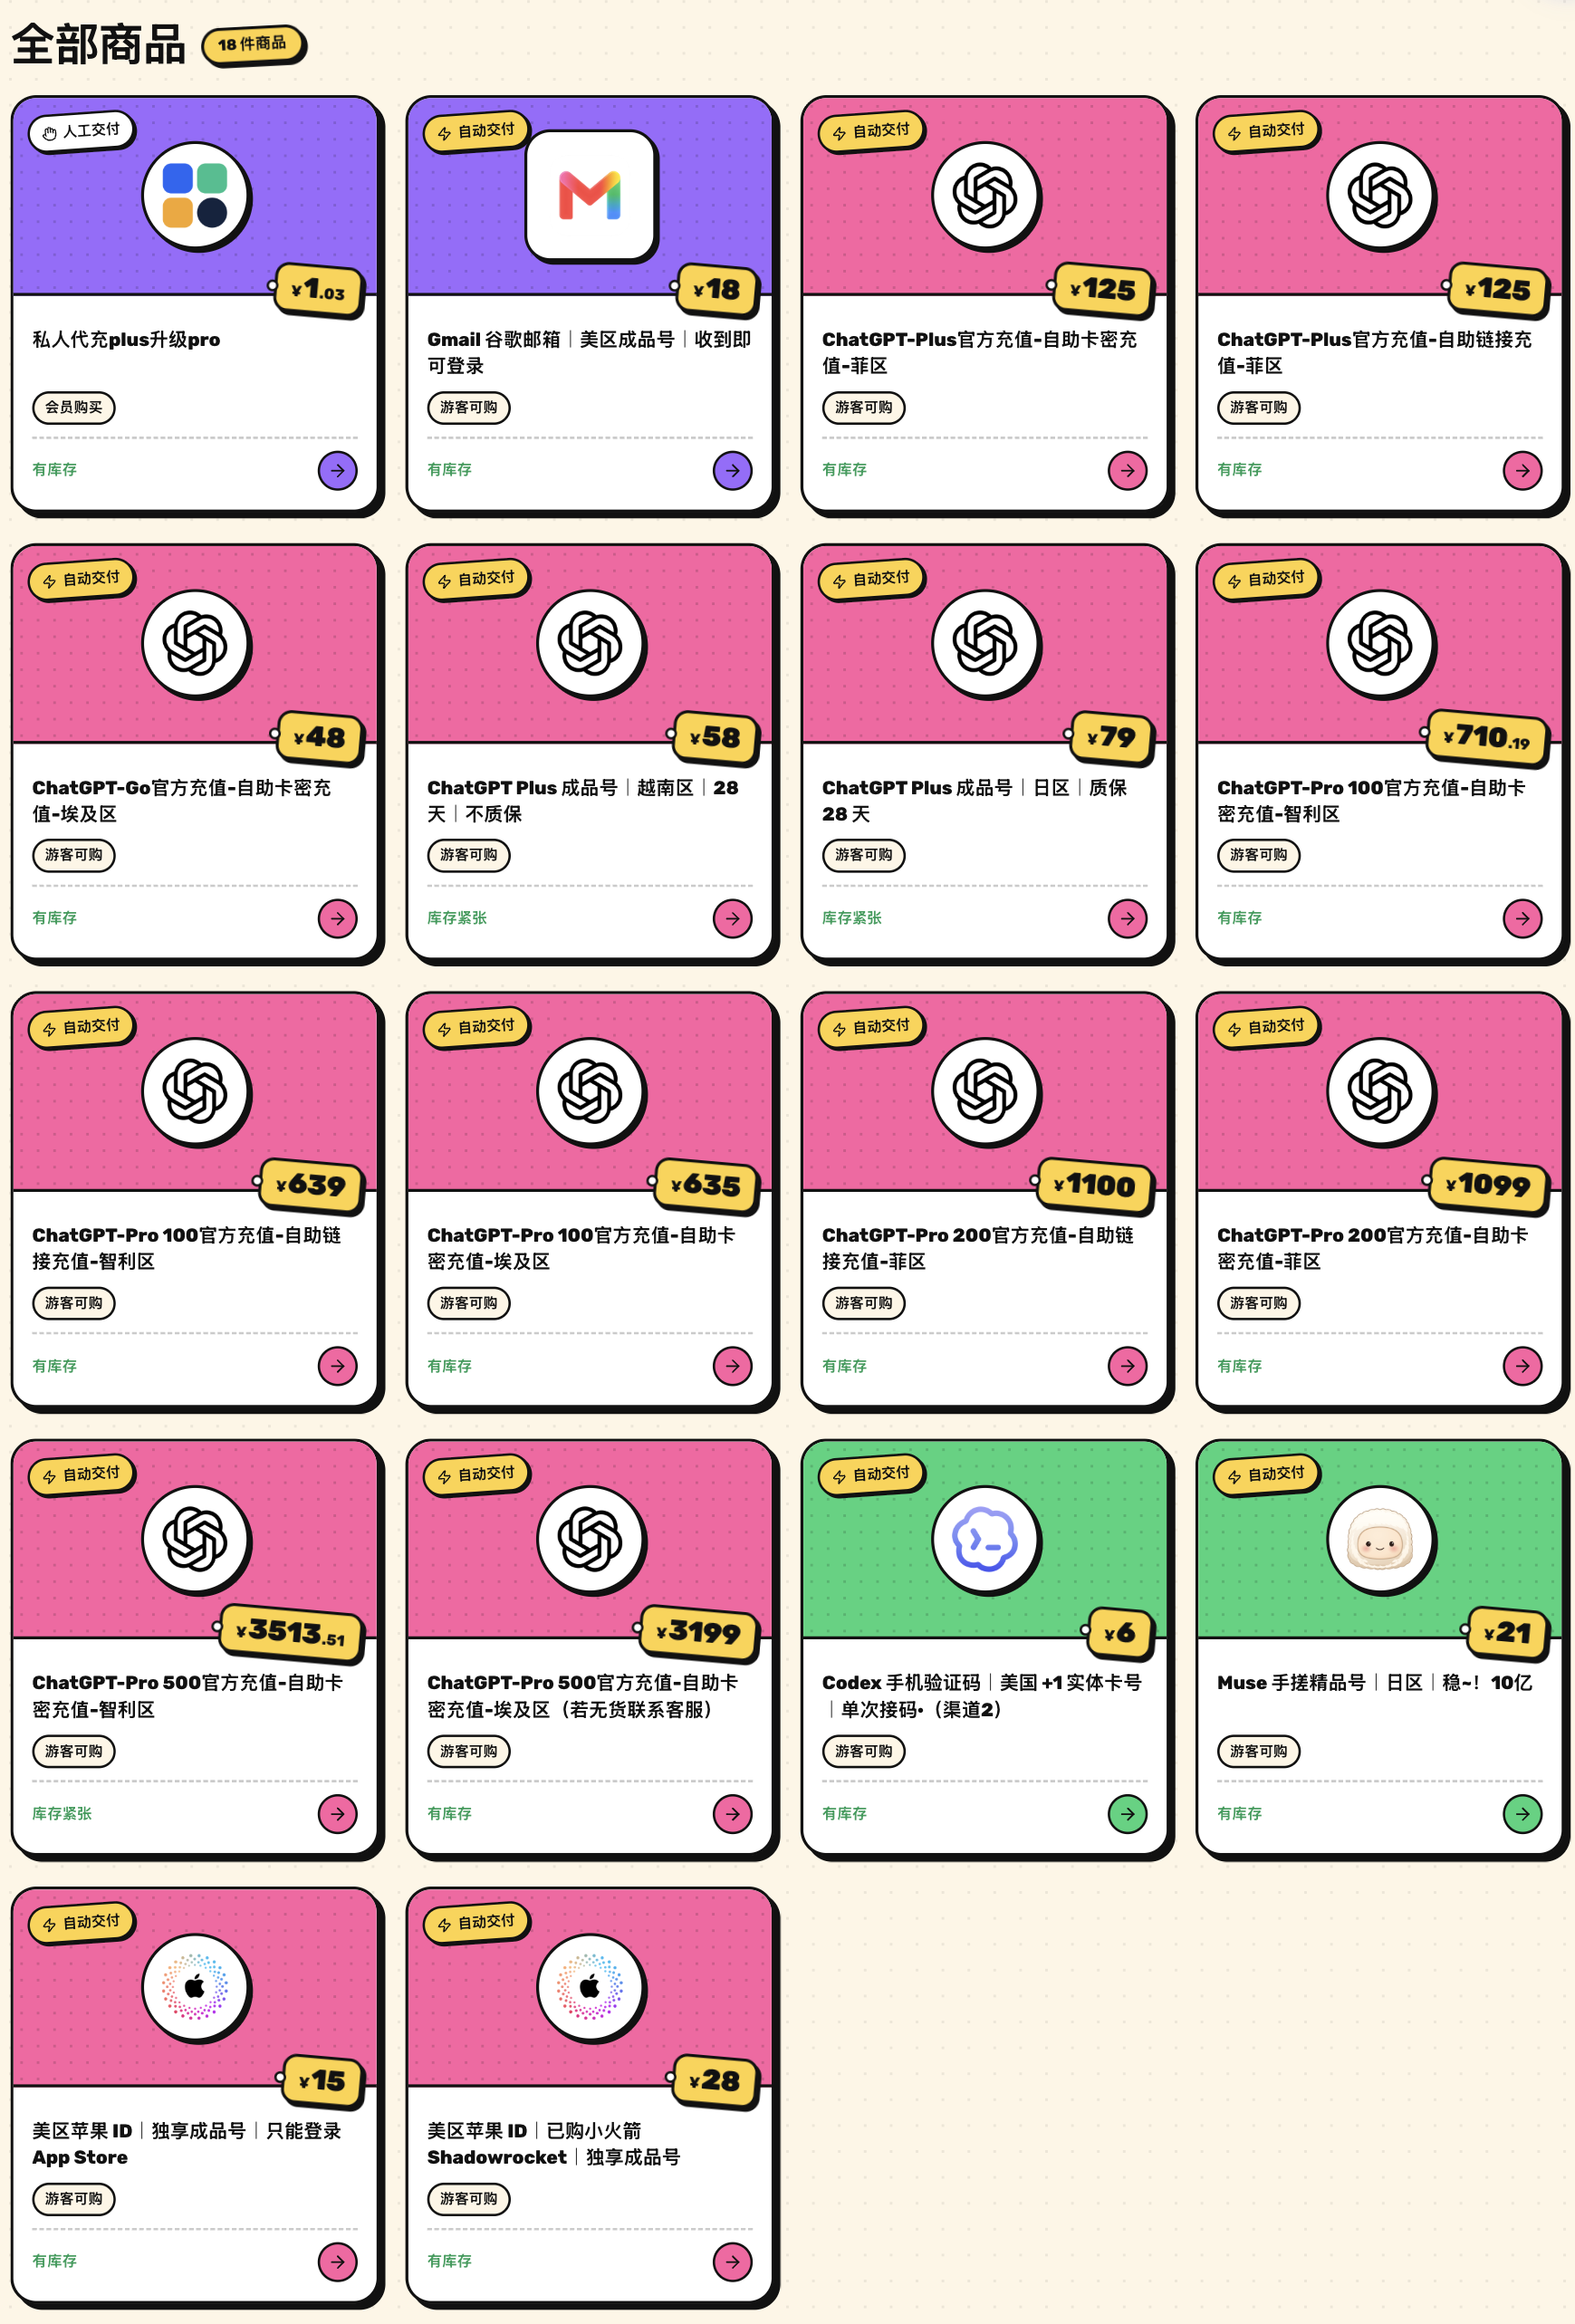 全部商品 18 件商品
人工交付
¥1.03
私人代充plus升级pro
会员购买
有库存
自动交付
¥18
Gmail 谷歌邮箱｜美区成品号｜收到即
可登录
游客可购
有库存
自动交付
¥125
ChatGPT-Plus官方充值-自助卡密充
值-菲区
游客可购
有库存
自动交付
¥125
ChatGPT-Plus官方充值-自助链接充
值-菲区
游客可购
有库存
自动交付
¥48
ChatGPT-Go官方充值-自助卡密充
值-埃及区
游客可购
有库存
自动交付
¥58
ChatGPT Plus 成品号｜越南区｜28
天｜不质保
游客可购
库存紧张
自动交付
¥79
ChatGPT Plus 成品号｜日区｜质保
28 天
游客可购
库存紧张
自动交付
¥710.19
ChatGPT-Pro 100官方充值-自助卡
密充值-智利区
游客可购
有库存
自动交付
¥639
ChatGPT-Pro 100官方充值-自助链
接充值-智利区
游客可购
有库存
自动交付
¥635
ChatGPT-Pro 100官方充值-自助卡
密充值-埃及区
游客可购
有库存
自动交付
¥1100
ChatGPT-Pro 200官方充值-自助链
接充值-菲区
游客可购
有库存
自动交付
¥1099
ChatGPT-Pro 200官方充值-自助卡
密充值-菲区
游客可购
有库存
自动交付
¥3513.51
ChatGPT-Pro 500官方充值-自助卡
密充值-智利区
游客可购
库存紧张
自动交付
¥3199
ChatGPT-Pro 500官方充值-自助卡
密充值-埃及区（若无货联系客服）
游客可购
有库存
自动交付
¥6
Codex 手机验证码｜美国 +1 实体卡号
｜单次接码·（渠道2）
游客可购
有库存
自动交付
¥21
Muse 手搓精品号｜日区｜稳~！10亿
游客可购
有库存
自动交付
¥15
美区苹果 ID｜独享成品号｜只能登录
App Store
游客可购
有库存
自动交付
¥28
美区苹果 ID｜已购小火箭
Shadowrocket｜独享成品号
游客可购
有库存